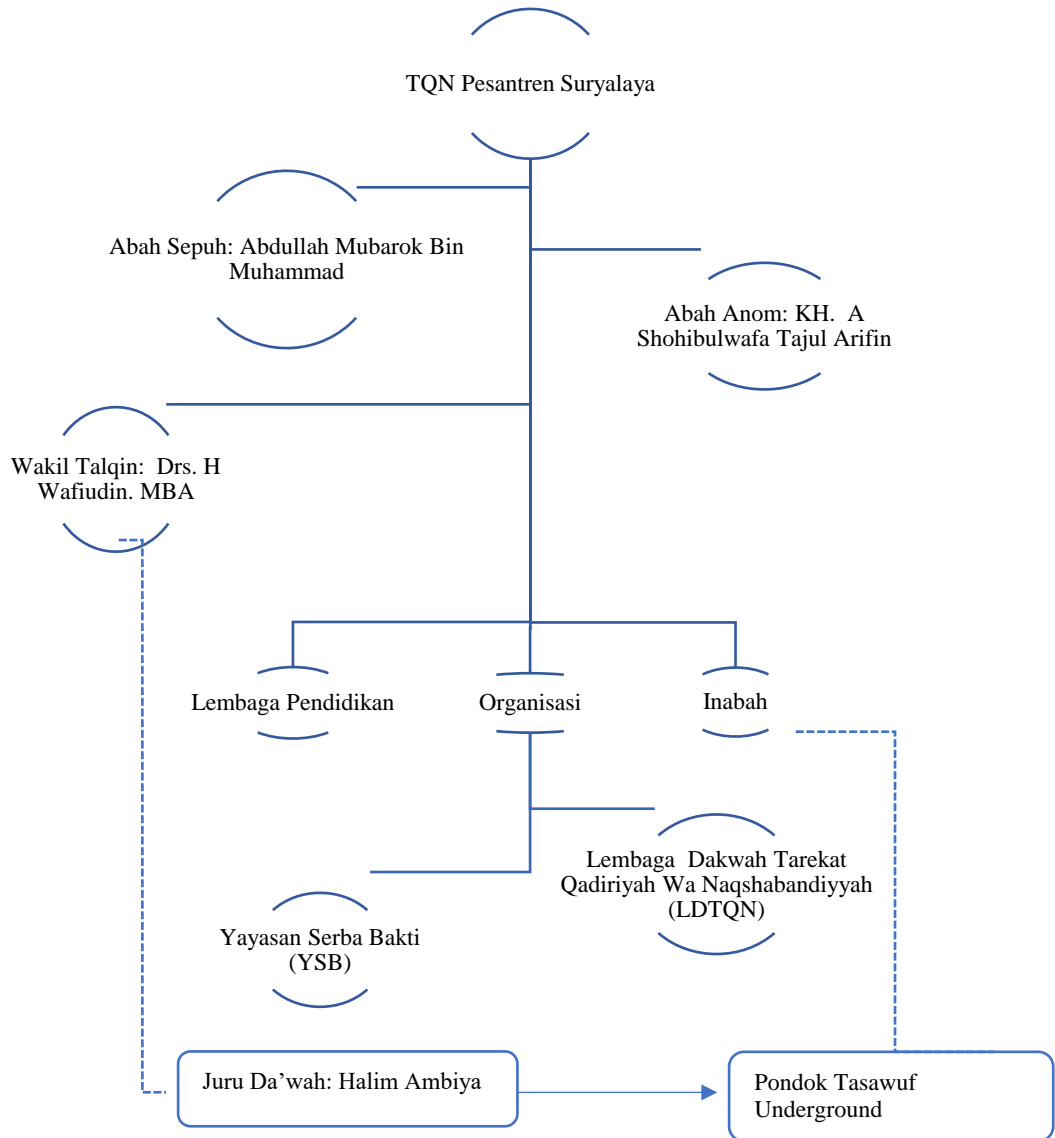 TQN Pesantren Suryalaya
Abah Sepuh: Abdullah Mubarok Bin
Muhammad
Abah Anom: KH. A
Shohibulwafa Tajul Arifin
Wakil Talqin: Drs. H
Wafiudin. MBA
Lembaga Pendidikan
Organisasi
Inabah
Lembaga Dakwah Tarekat
Qadiriyah Wa Naqshabandiyyah
(LDTQN)
Yayasan Serba Bakti
(YSB)
Juru Da’wah: Halim Ambiya
Pondok Tasawuf
Underground